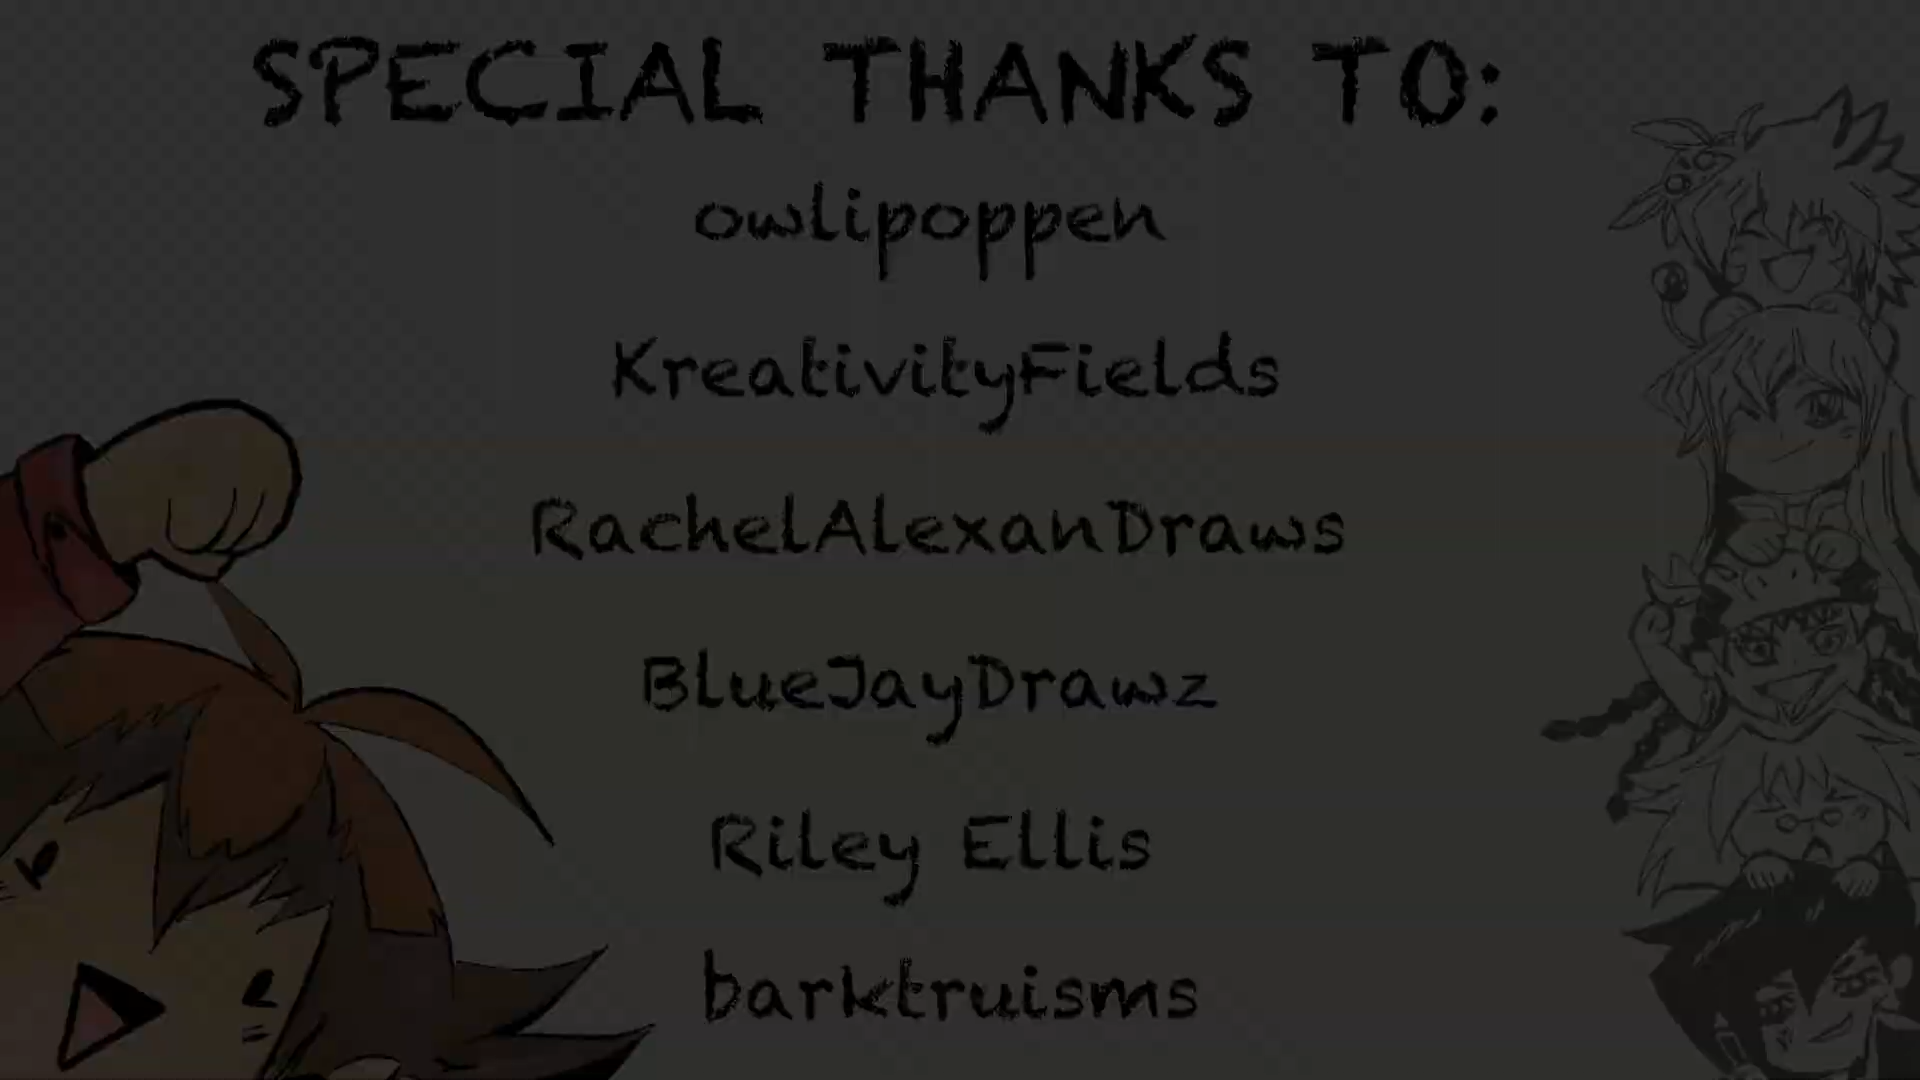 SPECIAL THANKS TO:
owlipoppen
KreativityFields
RachelAlexanDraws
BlueJayDrawz
Riley Ellis
barktruisms